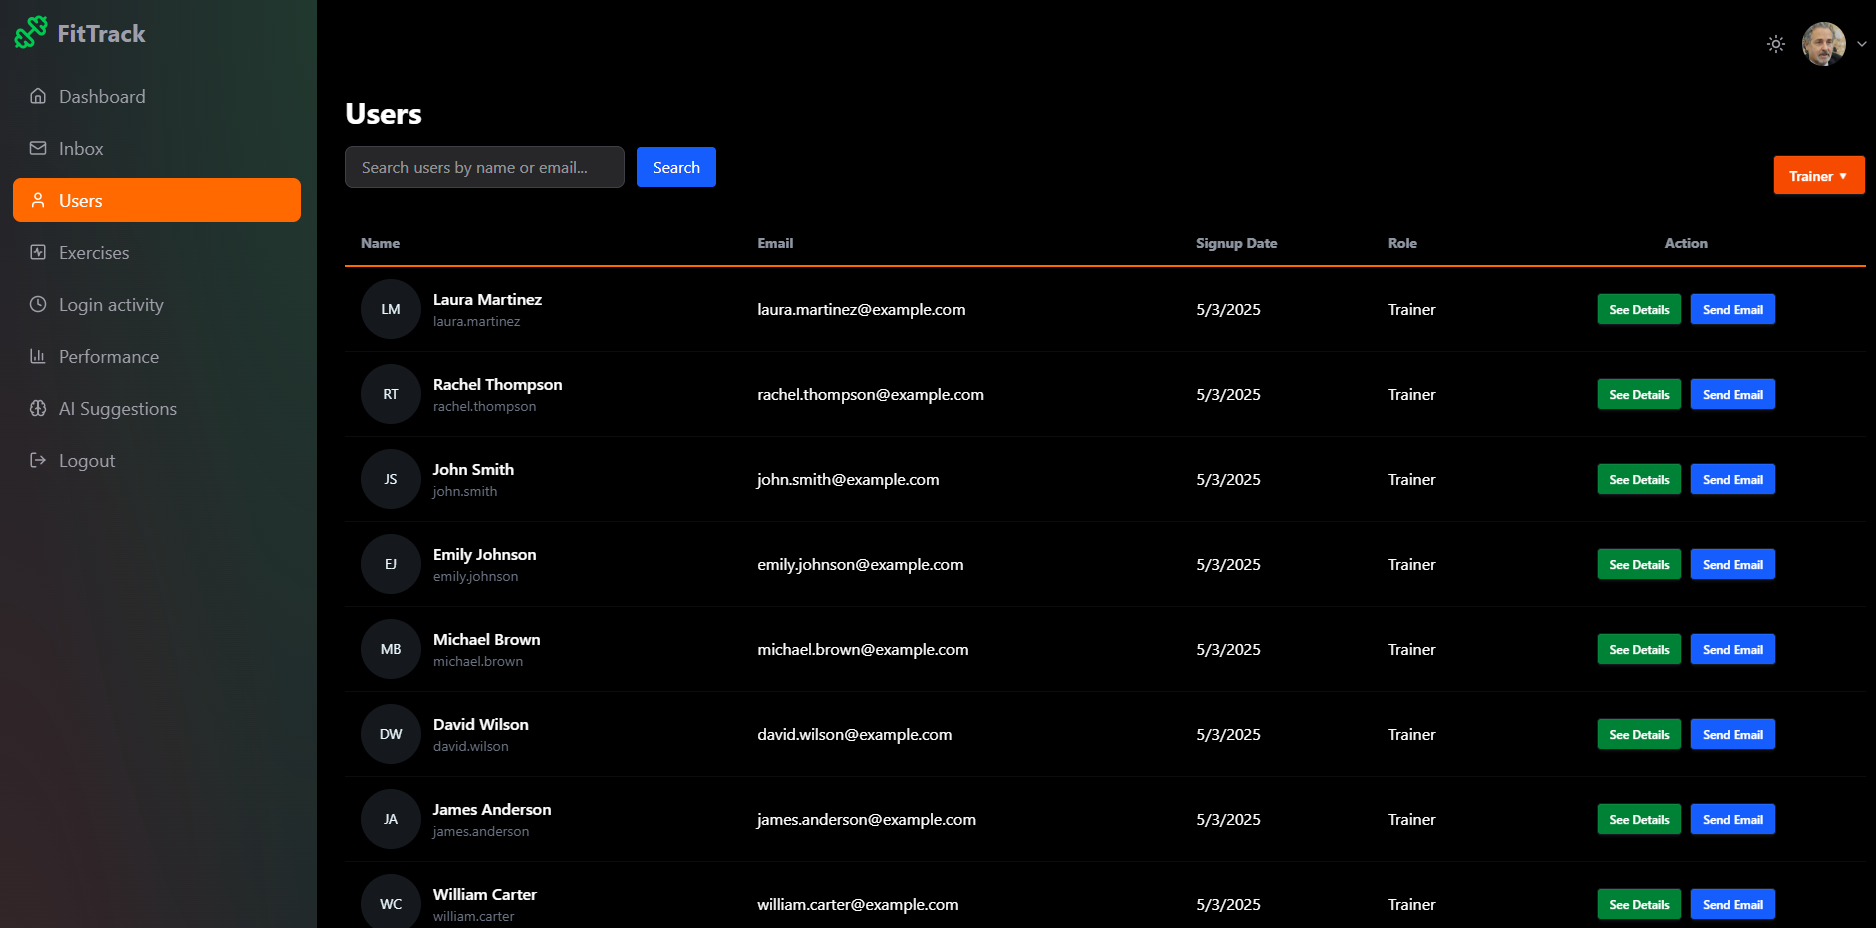 FitTrack
Dashboard
Inbox
Users
Exercises
Login activity
Performance
AI Suggestions
Logout
Users
Search users by name or email...
Search
Trainer ▼
Name Email Signup Date Role Action
LM Laura Martinez laura.martinez@example.com 5/3/2025 Trainer See Details Send Email
laura.martinez
RT Rachel Thompson rachel.thompson@example.com 5/3/2025 Trainer See Details Send Email
rachel.thompson
JS John Smith john.smith@example.com 5/3/2025 Trainer See Details Send Email
john.smith
EJ Emily Johnson emily.johnson@example.com 5/3/2025 Trainer See Details Send Email
emily.johnson
MB Michael Brown michael.brown@example.com 5/3/2025 Trainer See Details Send Email
michael.brown
DW David Wilson david.wilson@example.com 5/3/2025 Trainer See Details Send Email
david.wilson
JA James Anderson james.anderson@example.com 5/3/2025 Trainer See Details Send Email
james.anderson
WC William Carter william.carter@example.com 5/3/2025 Trainer See Details Send Email
william.carter